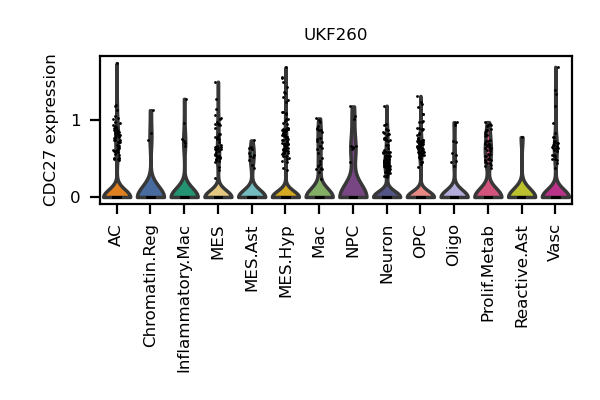 UKF260
CDC27 expression
1
0
AC
Chromatin.Reg
Inflammatory.Mac
MES
MES.Ast
MES.Hyp
Mac
NPC
Neuron
OPC
Oligo
Prolif.Metab
Reactive.Ast
Vasc